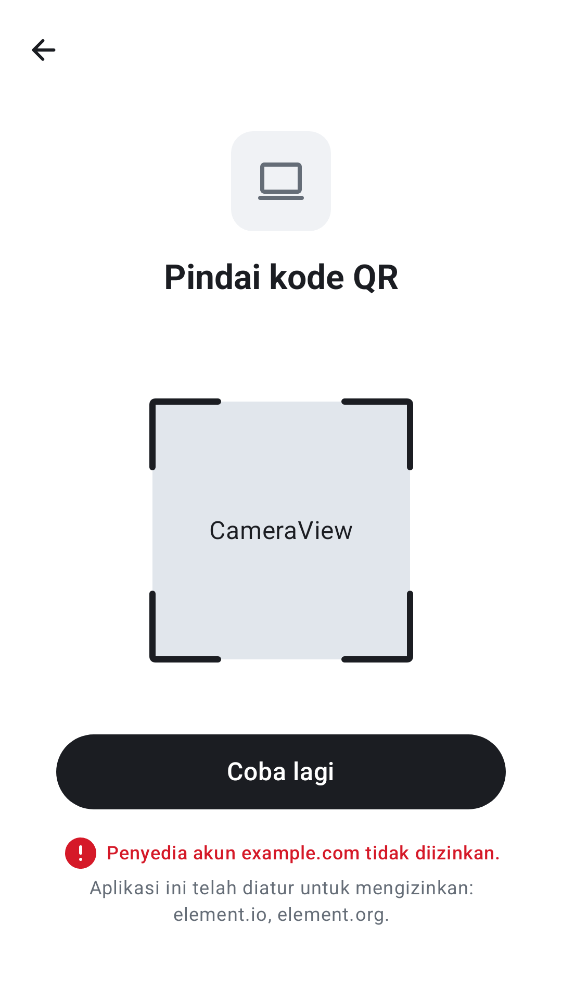 Pindai kode QR
CameraView
Coba lagi
Penyedia akun example.com tidak diizinkan.
Aplikasi ini telah diatur untuk mengizinkan:
element.io, element.org.